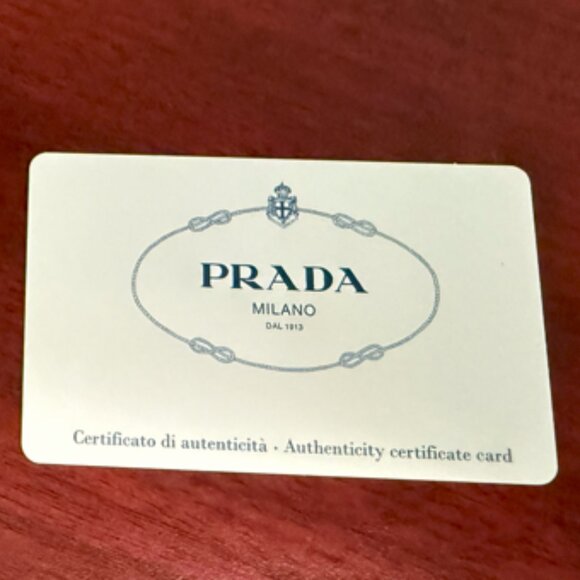 PRADA
MILANO
DAL 1913
Certificato di autenticità · Authenticity certificate card